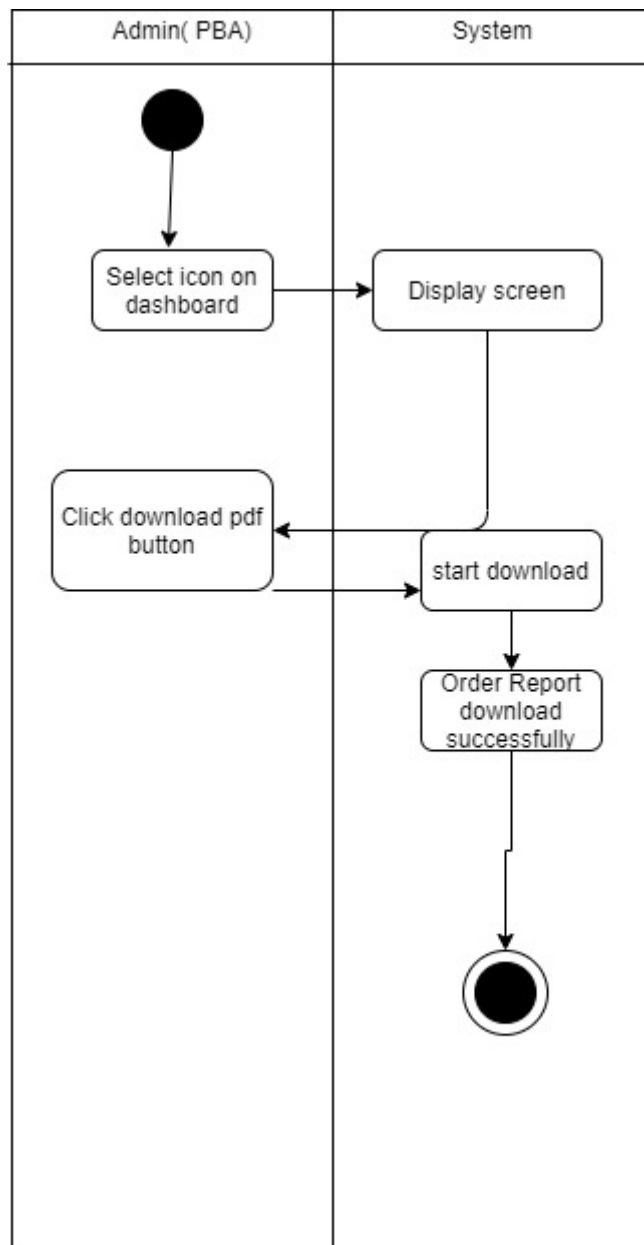 Admin( PBA)
System
Select icon on
dashboard
Display screen
Click download pdf
button
start download
Order Report
download
successfully